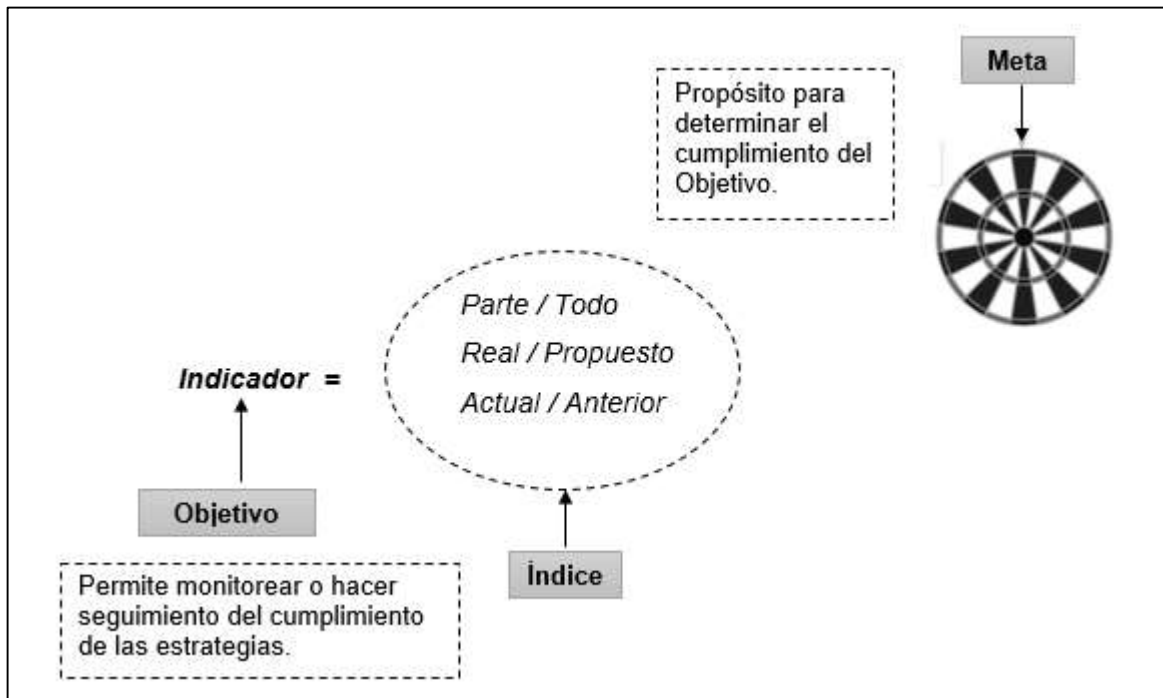 Meta
Propósito para
determinar el
cumplimiento del
Objetivo.
Parte / Todo
Real / Propuesto
Actual / Anterior
Indicador =
Objetivo
Índice
Permite monitorear o hacer
seguimiento del cumplimiento
de las estrategias.